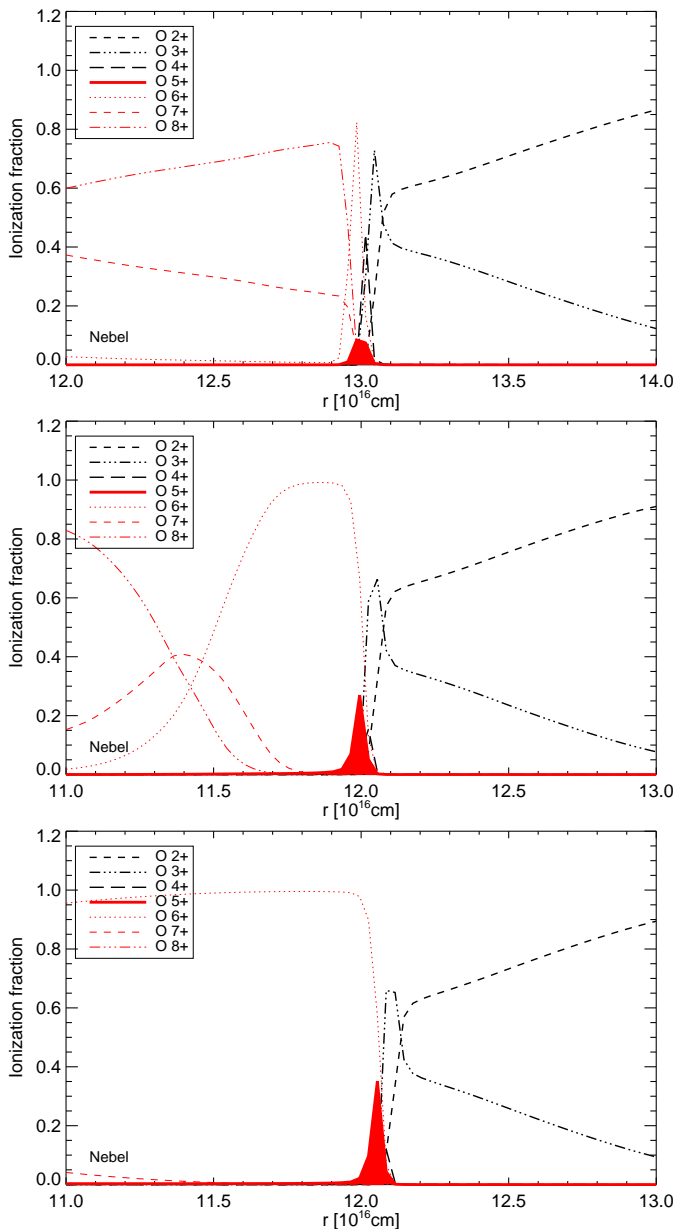 1.2
1.0
0.8
0.6
0.4
0.2
0.0
Ionization fraction
O 2+
O 3+
O 4+
O 5+
O 6+
O 7+
O 8+
Nebel
12.0 12.5 13.0 13.5 14.0
r [10^16cm]
1.2
1.0
0.8
0.6
0.4
0.2
0.0
Ionization fraction
O 2+
O 3+
O 4+
O 5+
O 6+
O 7+
O 8+
Nebel
11.0 11.5 12.0 12.5 13.0
r [10^16cm]
1.2
1.0
0.8
0.6
0.4
0.2
0.0
Ionization fraction
O 2+
O 3+
O 4+
O 5+
O 6+
O 7+
O 8+
Nebel
11.0 11.5 12.0 12.5 13.0
r [10^16cm]